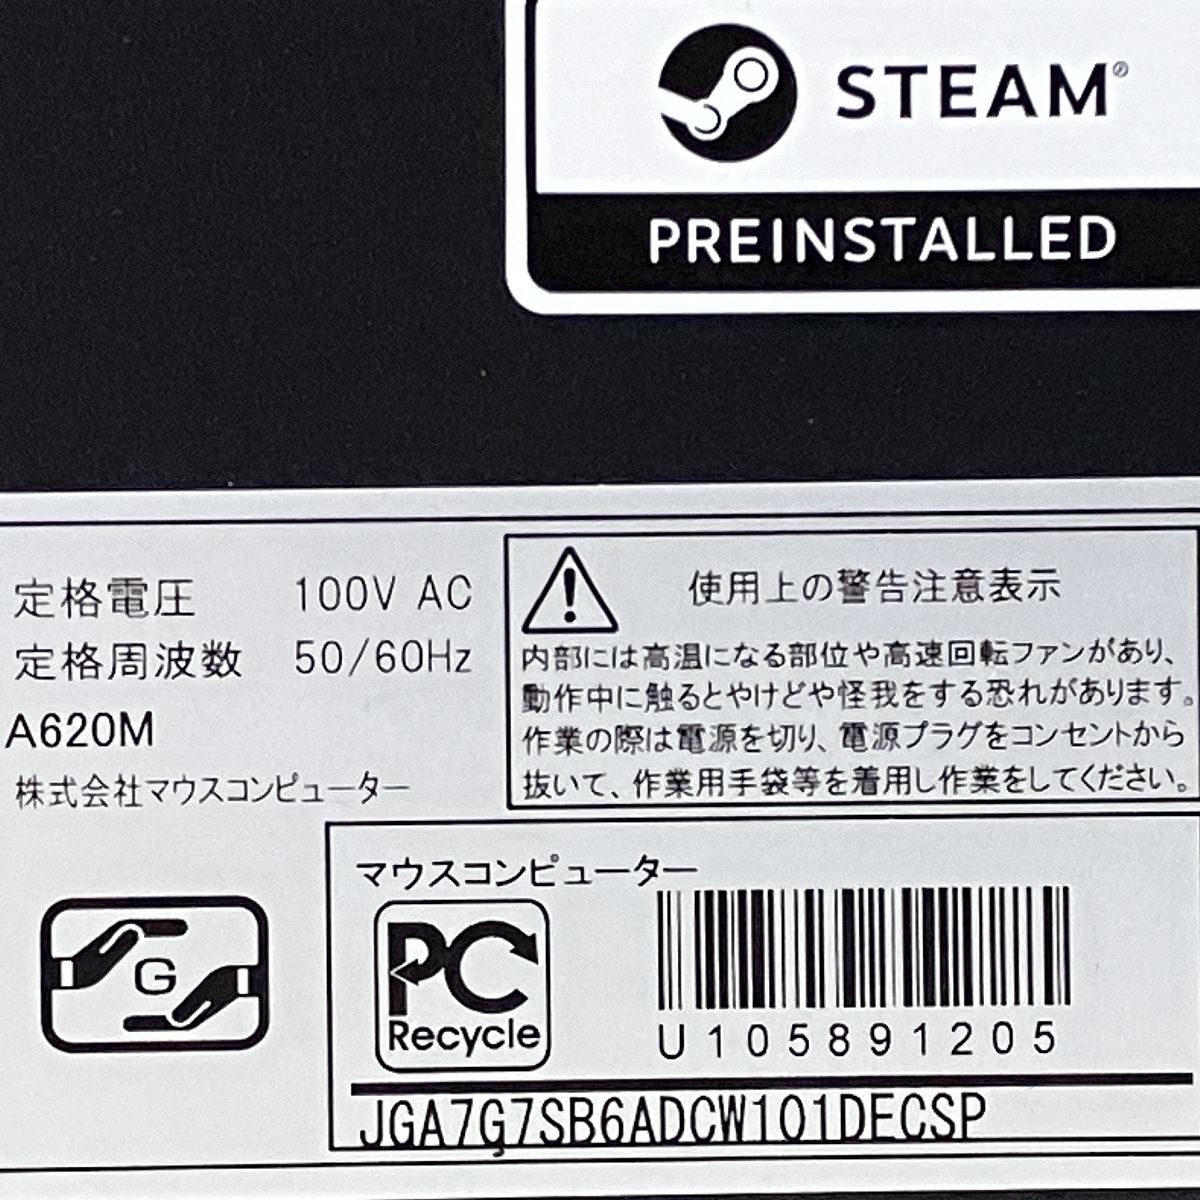 STEAM®
PREINSTALLED
定格電圧 100V AC
定格周波数 50/60Hz
A620M
株式会社マウスコンピューター
使用上の警告注意表示
内部には高温になる部位や高速回転ファンがあり、
動作中に触るとやけどや怪我をする恐れがあります。
作業の際は電源を切り、電源プラグをコンセントから
抜いて、作業用手袋等を着用し作業をしてください。
G
マウスコンピューター
PC
Recycle
U105891205
JGA7G7SB6ADCW101DECSP